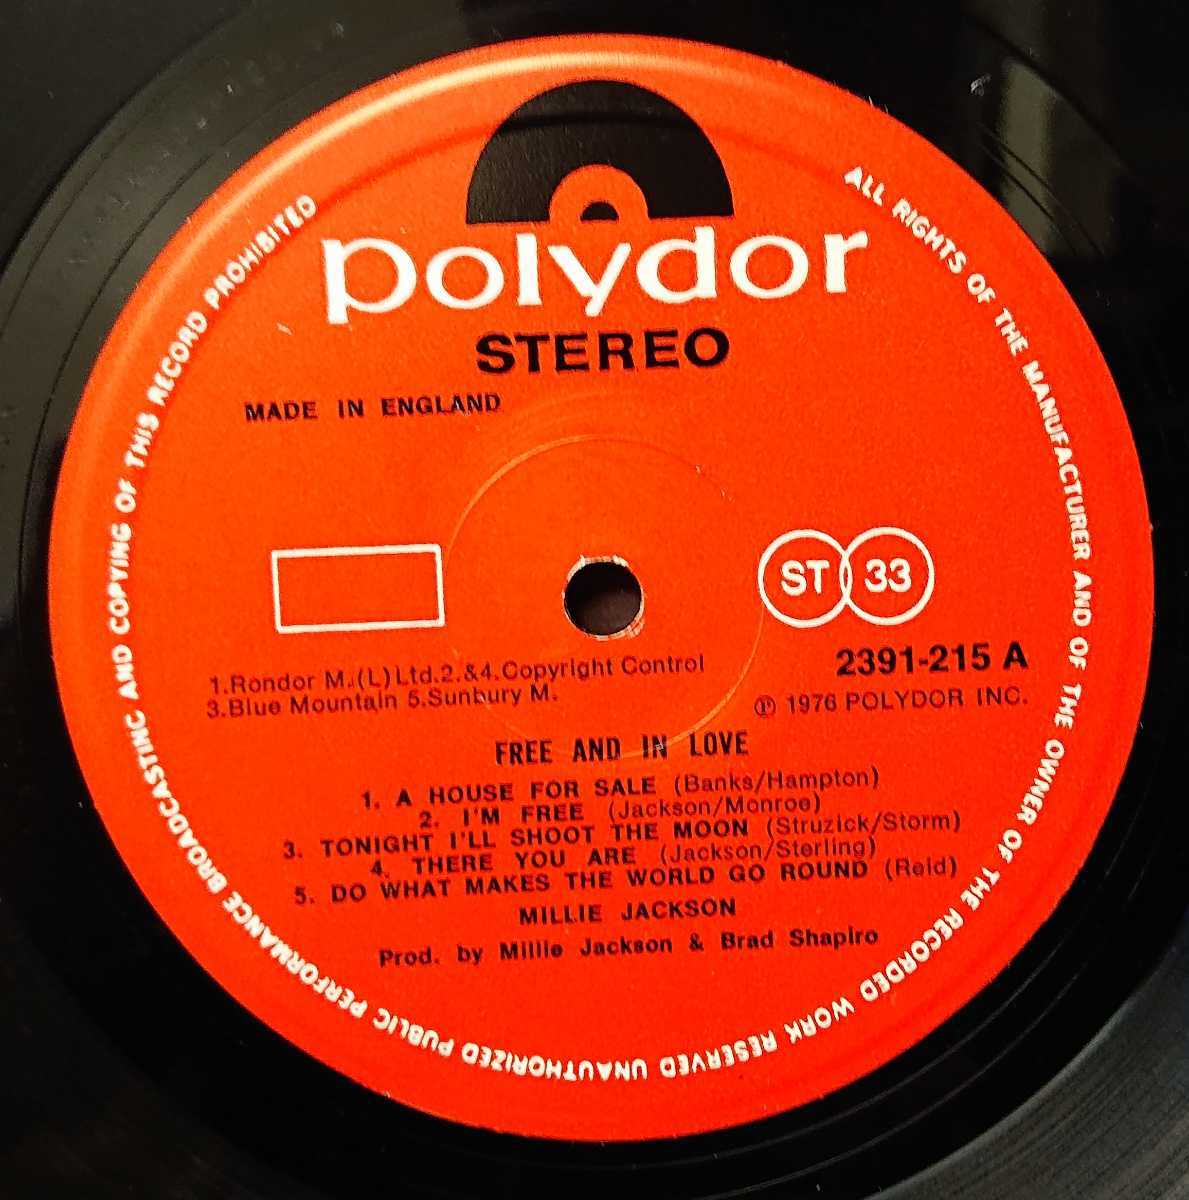 polydor
STEREO
MADE IN ENGLAND
ST 33
2391-215 A
1.Rondor M.(L)Ltd.2.&4.Copyright Control
3.Blue Mountain 5.Sunbury M.
℗ 1976 POLYDOR INC.
FREE AND IN LOVE
1. A HOUSE FOR SALE (Banks/Hampton)
2. I'M FREE (Jackson/Monroe)
3. TONIGHT I'LL SHOOT THE MOON (Struzick/Storm)
4. THERE YOU ARE (Jackson/Sterling)
5. DO WHAT MAKES THE WORLD GO ROUND (Reid)
MILLIE JACKSON
Prod. by Millie Jackson & Brad Shapiro
ALL RIGHTS OF THE MANUFACTURER AND OF THE OWNER OF THE RECORDED WORK RESERVED UNAUTHORIZED PUBLIC PERFORMANCE BROADCASTING AND COPYING OF THIS RECORD PROHIBITED